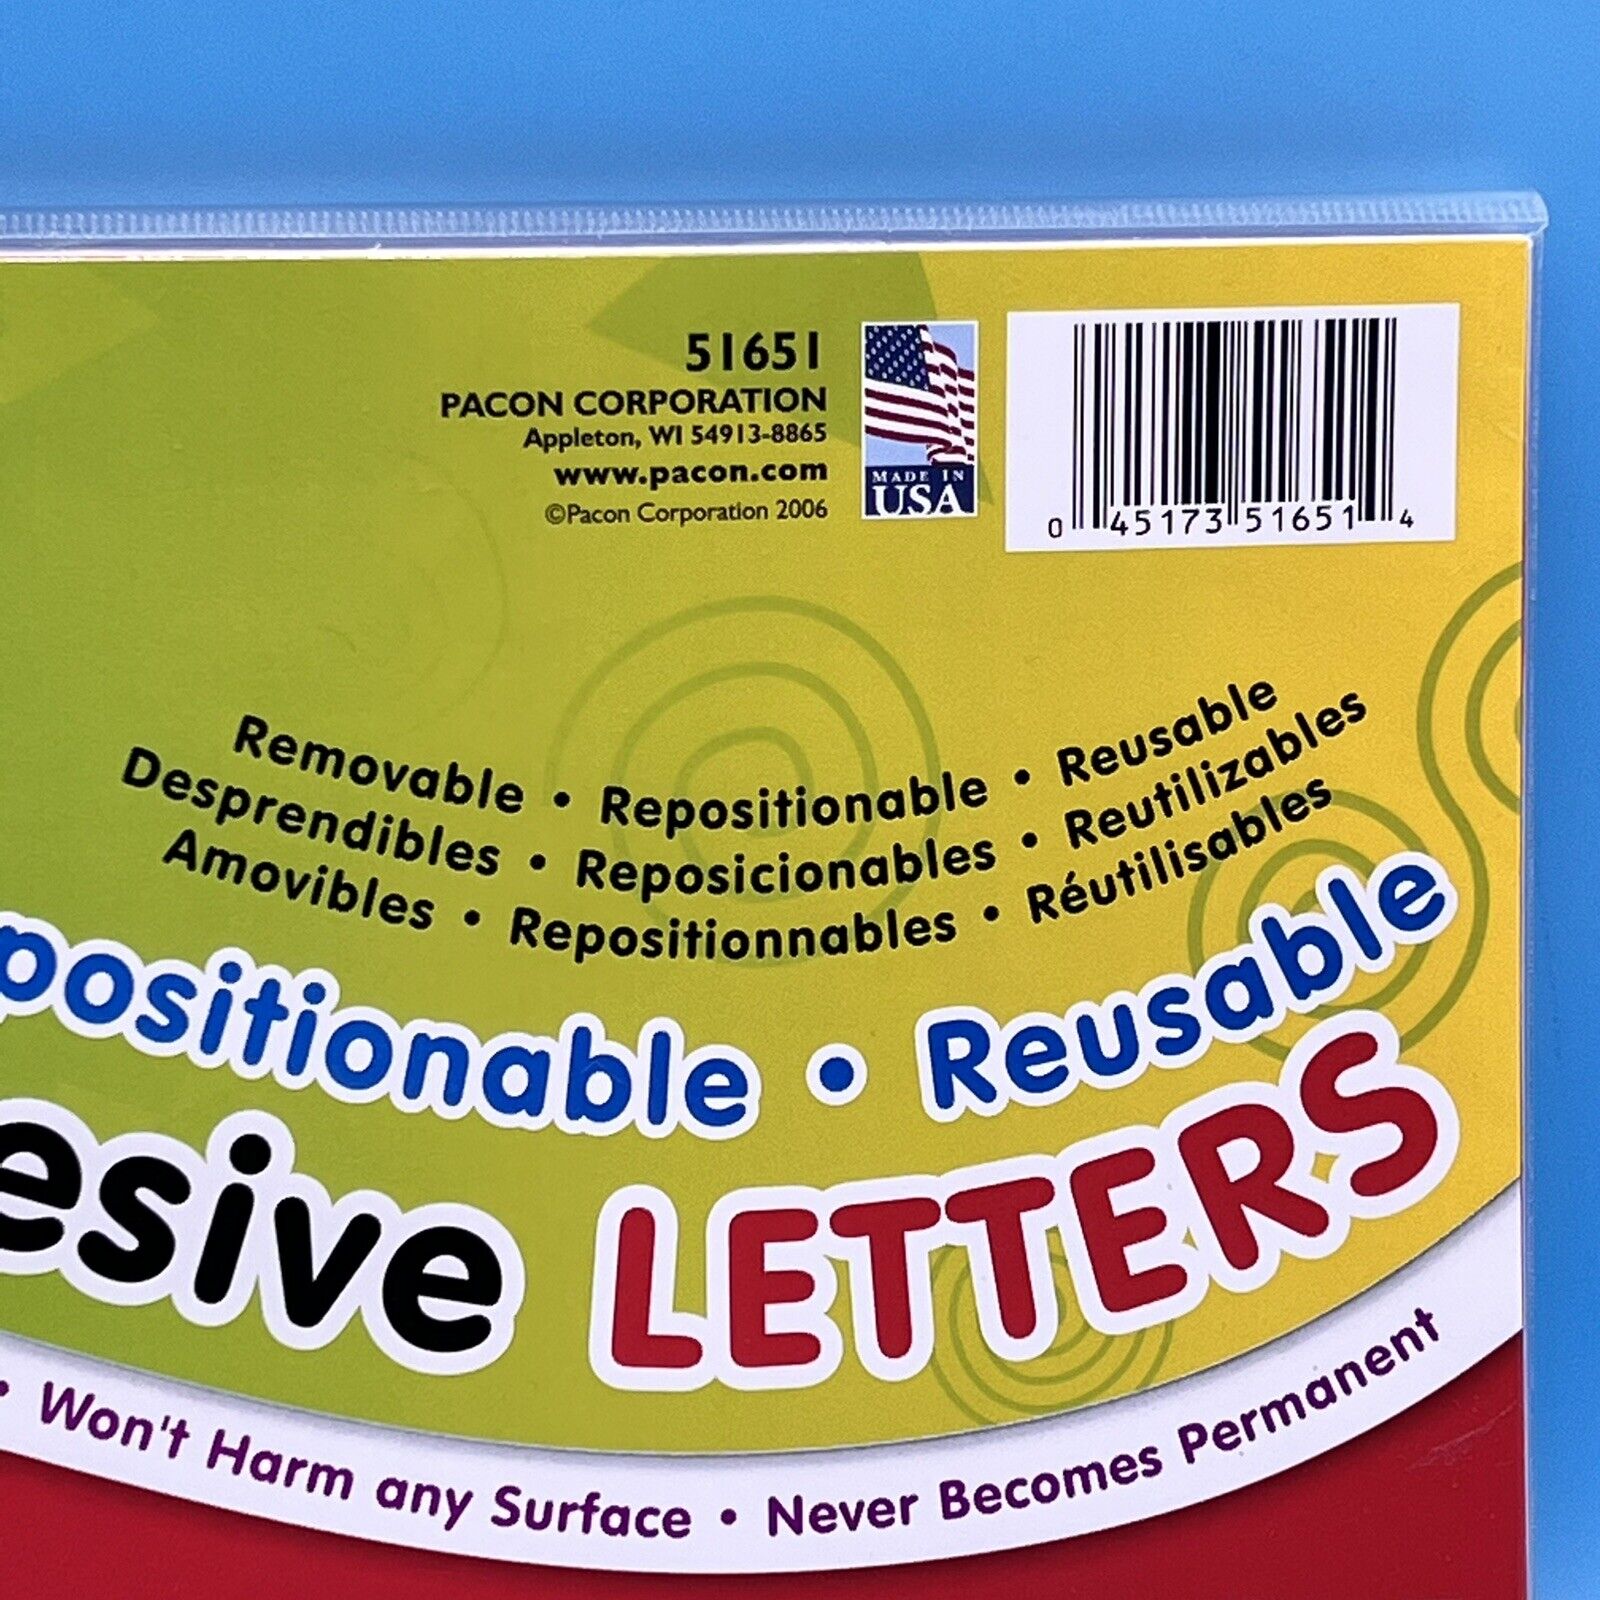 51651
PACON CORPORATION
Appleton, WI 54913-8865
www.pacon.com
©Pacon Corporation 2006
MADE IN
USA
0 45173 51651 4
Removable • Repositionable • Reusable
Desprendibles • Reposicionables • Reutilizables
Amovibles • Repositionnables • Réutilisables
positionable • Reusable
esive LETTERS
• Won't Harm any Surface • Never Becomes Permanent